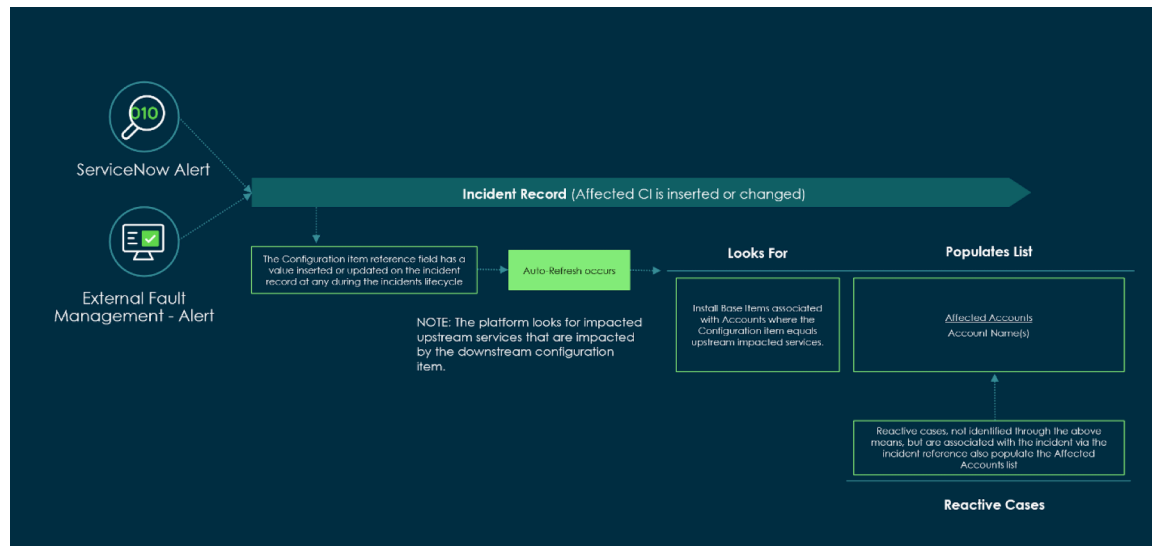 010
ServiceNow Alert
External Fault
Management - Alert
Incident Record (Affected CI is inserted or changed)
The Configuration item reference field has a
value inserted or updated on the incident
record at any during the incidents lifecycle
Auto-Refresh occurs
NOTE: The platform looks for impacted
upstream services that are impacted
by the downstream configuration
item.
Looks For
Install Base Items associated
with Accounts where the
Configuration item equals
upstream impacted services.
Populates List
Affected Accounts
Account Name(s)
Reactive cases, not identified through the above
means, but are associated with the incident via the
incident reference also populate the Affected
Accounts list
Reactive Cases